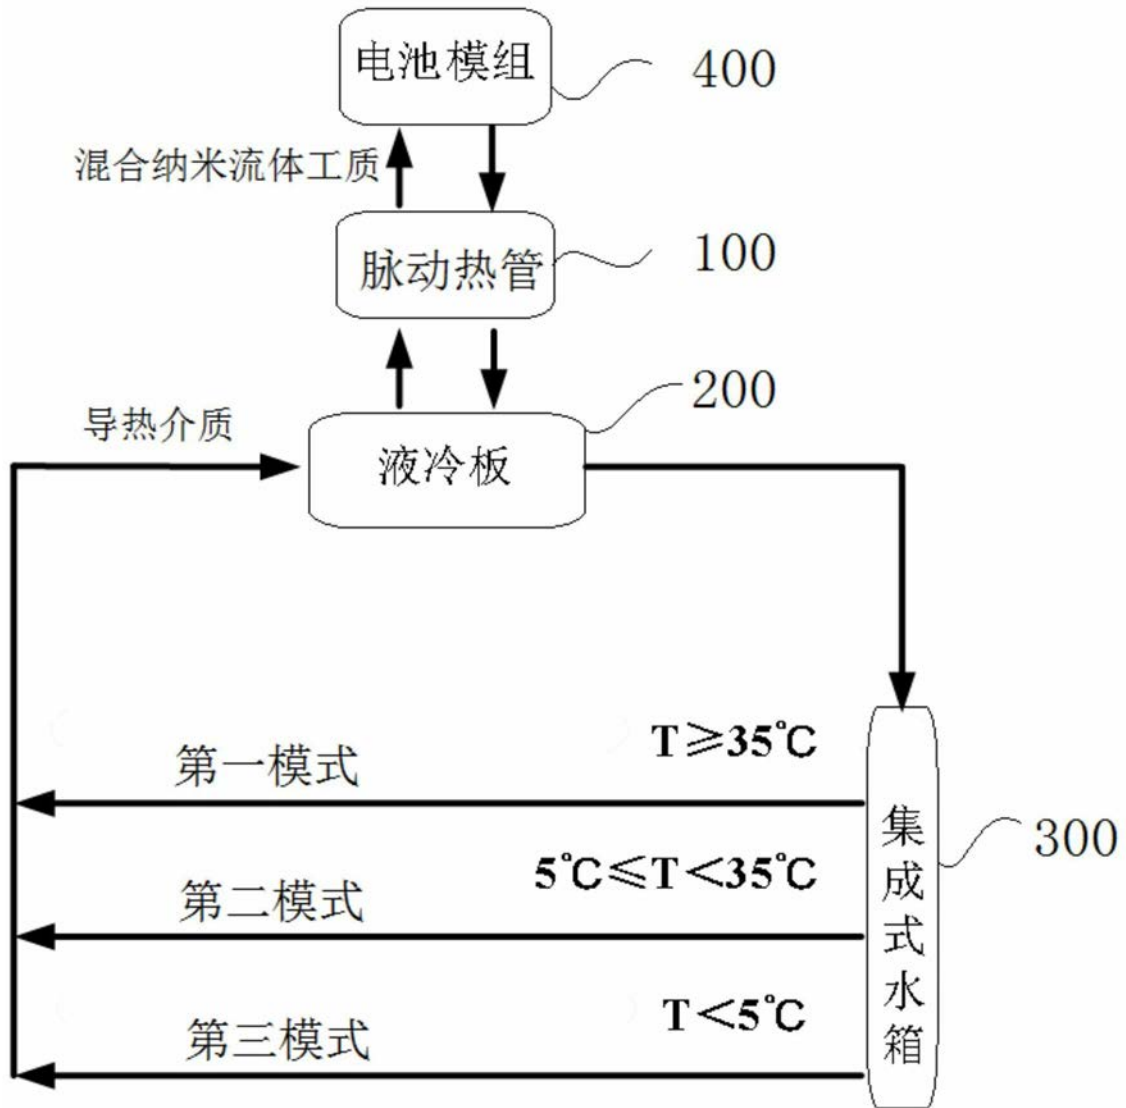 电池模组
400
混合纳米流体工质
脉动热管
100
200
导热介质
液冷板
T≥35℃
第一模式
集成式水箱
300
5℃≤T<35℃
第二模式
T<5℃
第三模式